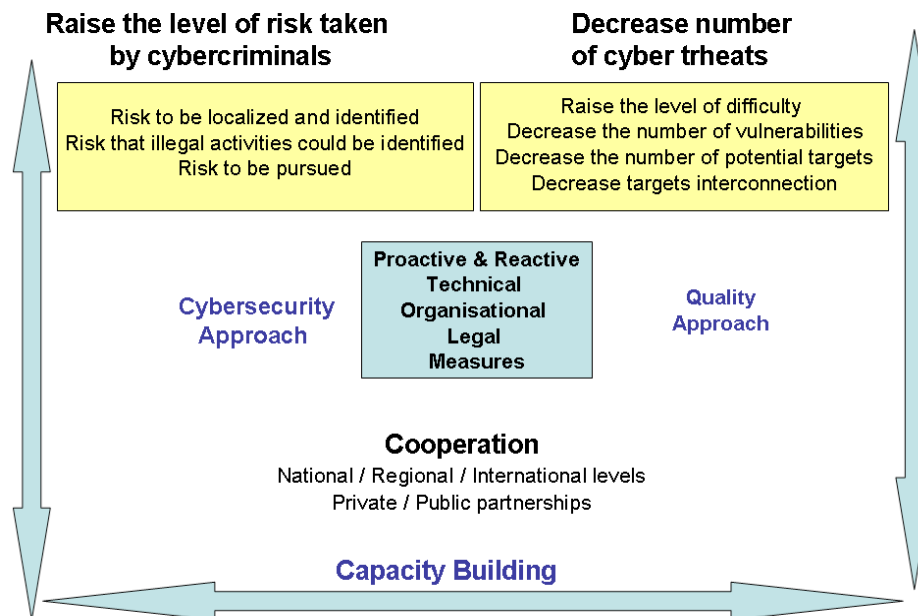 Raise the level of risk taken
by cybercriminals
Decrease number
of cyber trheats
Risk to be localized and identified
Risk that illegal activities could be identified
Risk to be pursued
Raise the level of difficulty
Decrease the number of vulnerabilities
Decrease the number of potential targets
Decrease targets interconnection
Cybersecurity
Approach
Proactive & Reactive
Technical
Organisational
Legal
Measures
Quality
Approach
Cooperation
National / Regional / International levels
Private / Public partnerships
Capacity Building